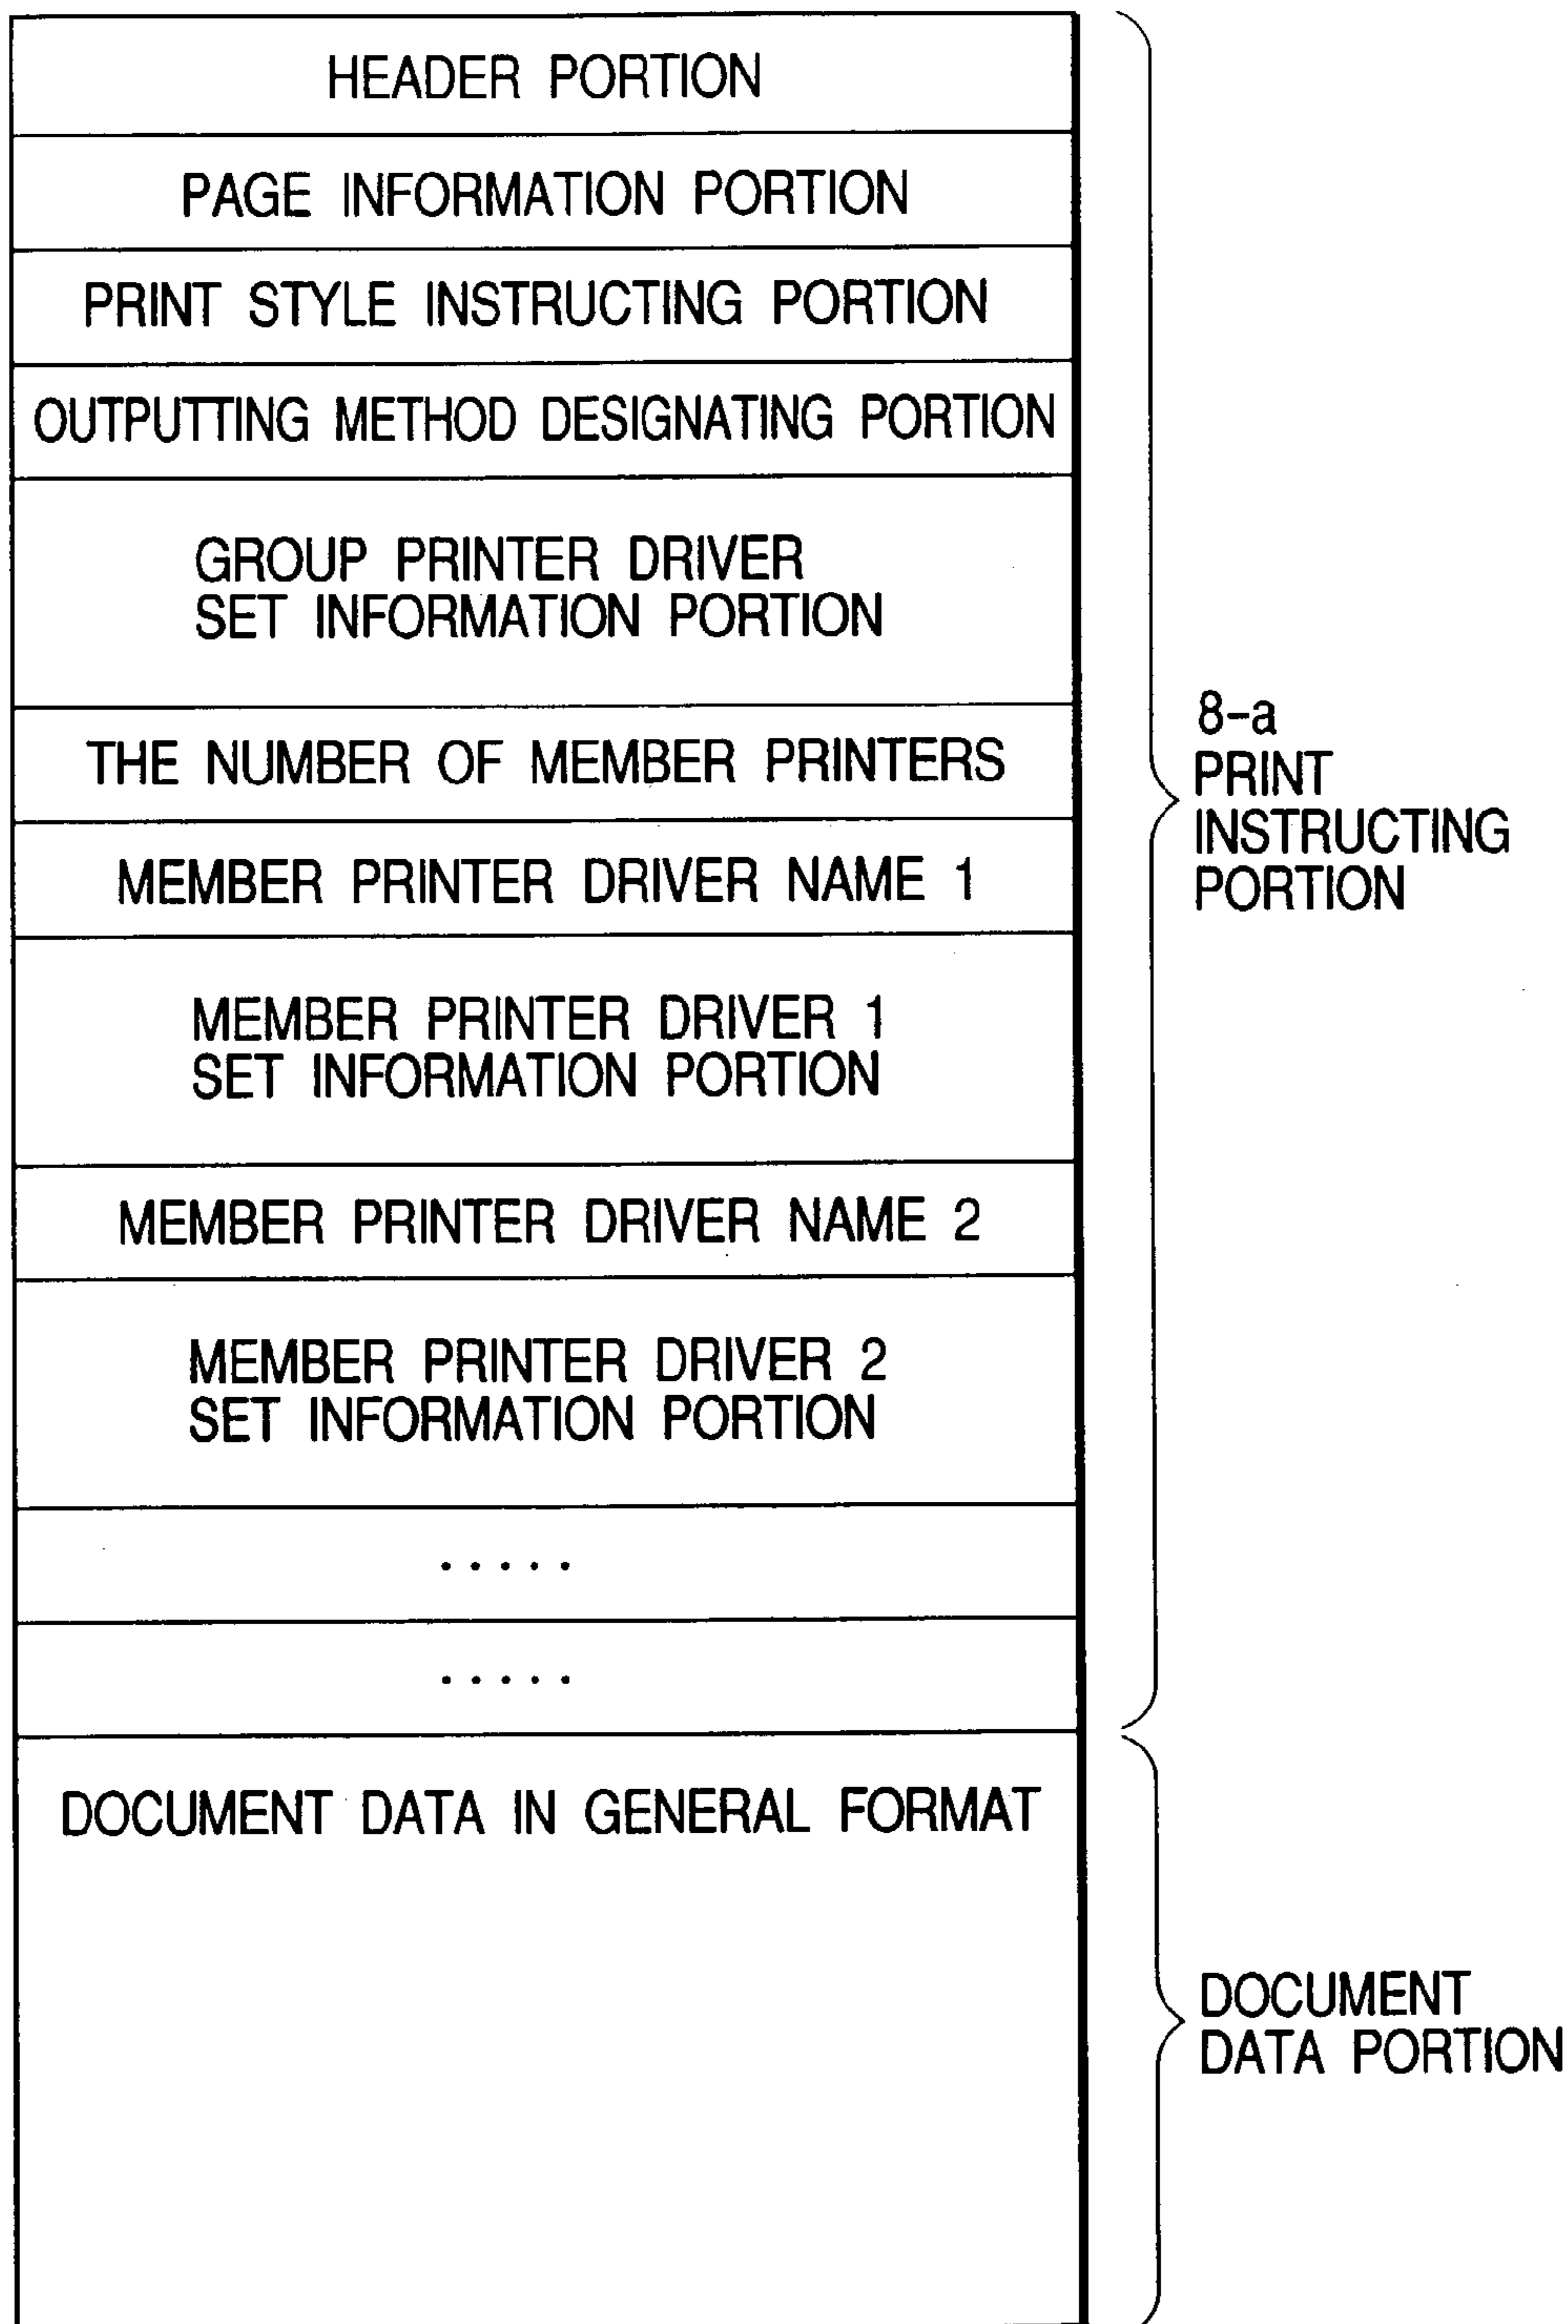 HEADER PORTION
PAGE INFORMATION PORTION
PRINT STYLE INSTRUCTING PORTION
OUTPUTTING METHOD DESIGNATING PORTION
GROUP PRINTER DRIVER
SET INFORMATION PORTION
THE NUMBER OF MEMBER PRINTERS
MEMBER PRINTER DRIVER NAME 1
MEMBER PRINTER DRIVER 1
SET INFORMATION PORTION
MEMBER PRINTER DRIVER NAME 2
MEMBER PRINTER DRIVER 2
SET INFORMATION PORTION
.....
.....
8-a
PRINT
INSTRUCTING
PORTION
DOCUMENT DATA IN GENERAL FORMAT
DOCUMENT
DATA PORTION